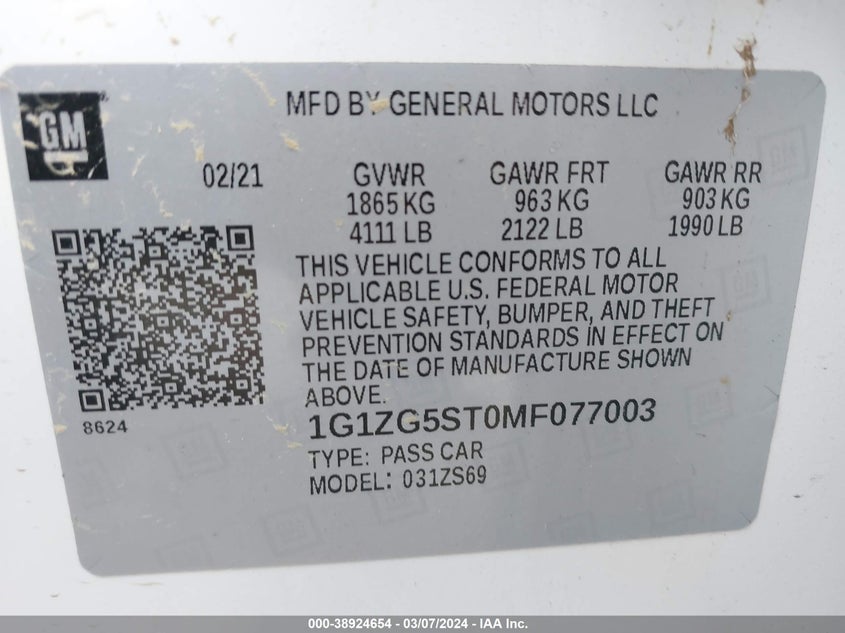 GM
MFD BY GENERAL MOTORS LLC
02/21
GVWR GAWR FRT GAWR RR
1865 KG 963 KG 903 KG
4111 LB 2122 LB 1990 LB
THIS VEHICLE CONFORMS TO ALL
APPLICABLE U.S. FEDERAL MOTOR
VEHICLE SAFETY, BUMPER, AND THEFT
PREVENTION STANDARDS IN EFFECT ON
THE DATE OF MANUFACTURE SHOWN
ABOVE.
8624
1G1ZG5ST0MF077003
TYPE: PASS CAR
MODEL: 031ZS69
000-38924654 - 03/07/2024 - IAA Inc.